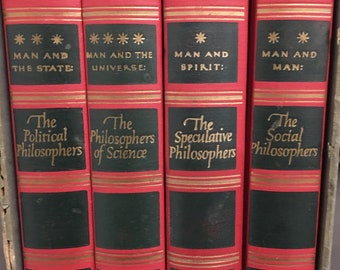 ***
MAN AND
THE STATE:
The
Political
Philosophers
****
MAN AND THE
UNIVERSE:
The
Philosophers
of Science
*
MAN AND
SPIRIT:
The
Speculative
Philosophers
**
MAN AND
MAN:
The
Social
Philosophers